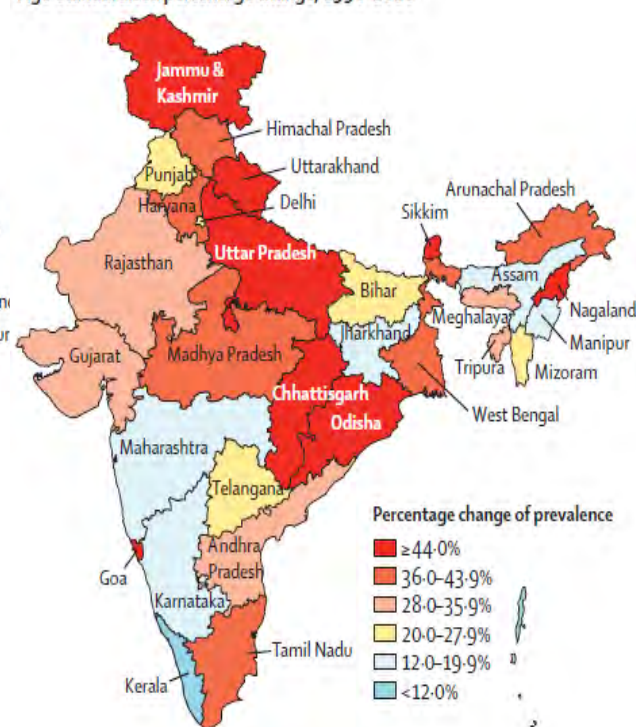 Jammu &
Kashmir
Himachal Pradesh
Uttarakhand
Punjab
Delhi
Haryana
Arunachal Pradesh
Sikkim
Rajasthan
Uttar Pradesh
Assam
Bihar
Nagaland
Meghalaya
Jharkhand
Manipur
Gujarat
Madhya Pradesh
Tripura
Mizoram
Chhattisgarh
West Bengal
Odisha
Maharashtra
Telangana
Percentage change of prevalence
≥44·0%
Andhra
Pradesh
36·0–43·9%
Goa
28·0–35·9%
Karnataka
20·0–27·9%
Tamil Nadu
12·0–19·9%
Kerala
<12·0%